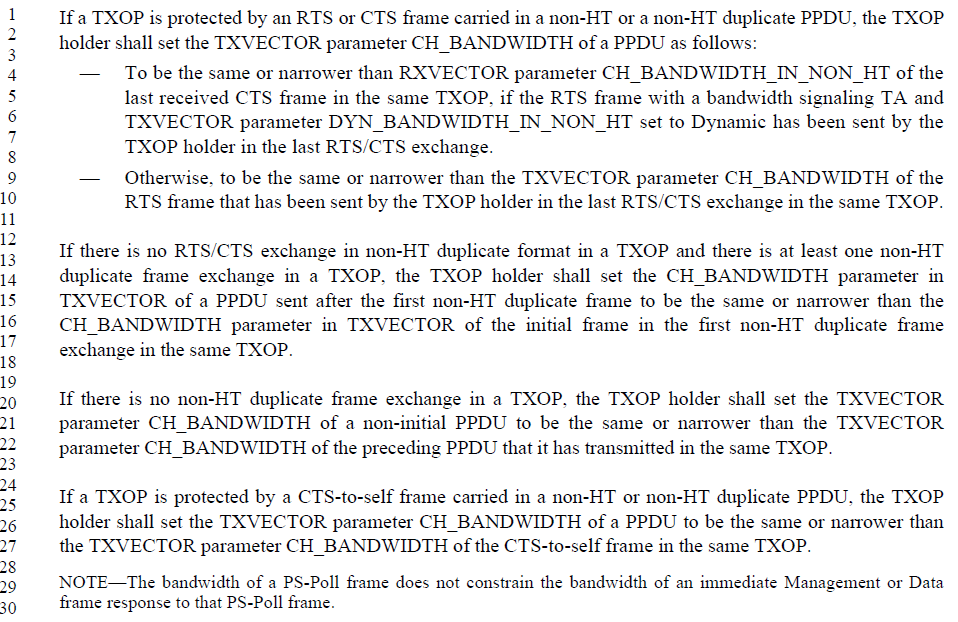 1 If a TXOP is protected by an RTS or CTS frame carried in a non-HT or a non-HT duplicate PPDU, the TXOP
2 holder shall set the TXVECTOR parameter CH_BANDWIDTH of a PPDU as follows:
3
4 — To be the same or narrower than RXVECTOR parameter CH_BANDWIDTH_IN_NON_HT of the
5 last received CTS frame in the same TXOP, if the RTS frame with a bandwidth signaling TA and
6 TXVECTOR parameter DYN_BANDWIDTH_IN_NON_HT set to Dynamic has been sent by the
7 TXOP holder in the last RTS/CTS exchange.
8
9 — Otherwise, to be the same or narrower than the TXVECTOR parameter CH_BANDWIDTH of the
10 RTS frame that has been sent by the TXOP holder in the last RTS/CTS exchange in the same TXOP.
11
12 If there is no RTS/CTS exchange in non-HT duplicate format in a TXOP and there is at least one non-HT
13
14 duplicate frame exchange in a TXOP, the TXOP holder shall set the CH_BANDWIDTH parameter in
15 TXVECTOR of a PPDU sent after the first non-HT duplicate frame to be the same or narrower than the
16 CH_BANDWIDTH parameter in TXVECTOR of the initial frame in the first non-HT duplicate frame
17 exchange in the same TXOP.
18
19
20 If there is no non-HT duplicate frame exchange in a TXOP, the TXOP holder shall set the TXVECTOR
21 parameter CH_BANDWIDTH of a non-initial PPDU to be the same or narrower than the TXVECTOR
22 parameter CH_BANDWIDTH of the preceding PPDU that it has transmitted in the same TXOP.
23
24
25 If a TXOP is protected by a CTS-to-self frame carried in a non-HT or non-HT duplicate PPDU, the TXOP
26 holder shall set the TXVECTOR parameter CH_BANDWIDTH of a PPDU to be the same or narrower than
27 the TXVECTOR parameter CH_BANDWIDTH of the CTS-to-self frame in the same TXOP.
28
29 NOTE—The bandwidth of a PS-Poll frame does not constrain the bandwidth of an immediate Management or Data
30 frame response to that PS-Poll frame.